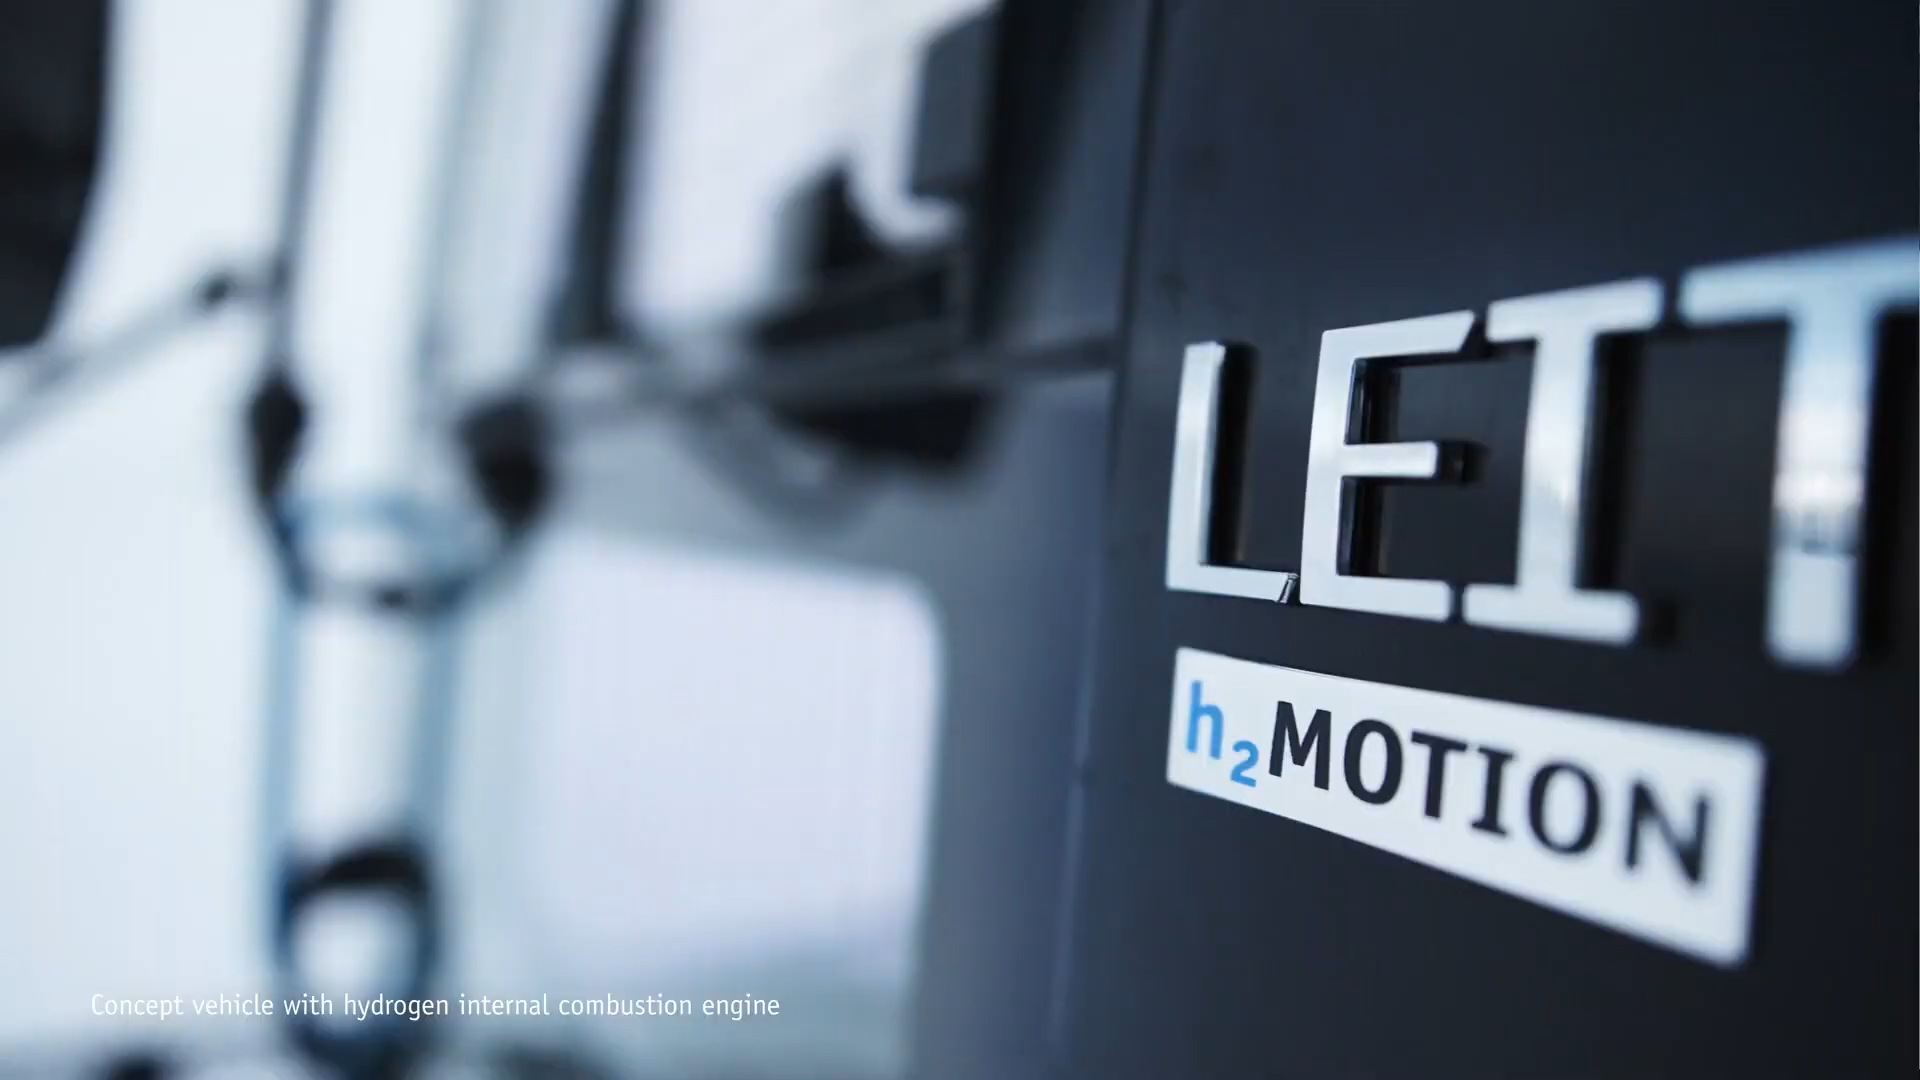 LEIT
h₂MOTION
Concept vehicle with hydrogen internal combustion engine